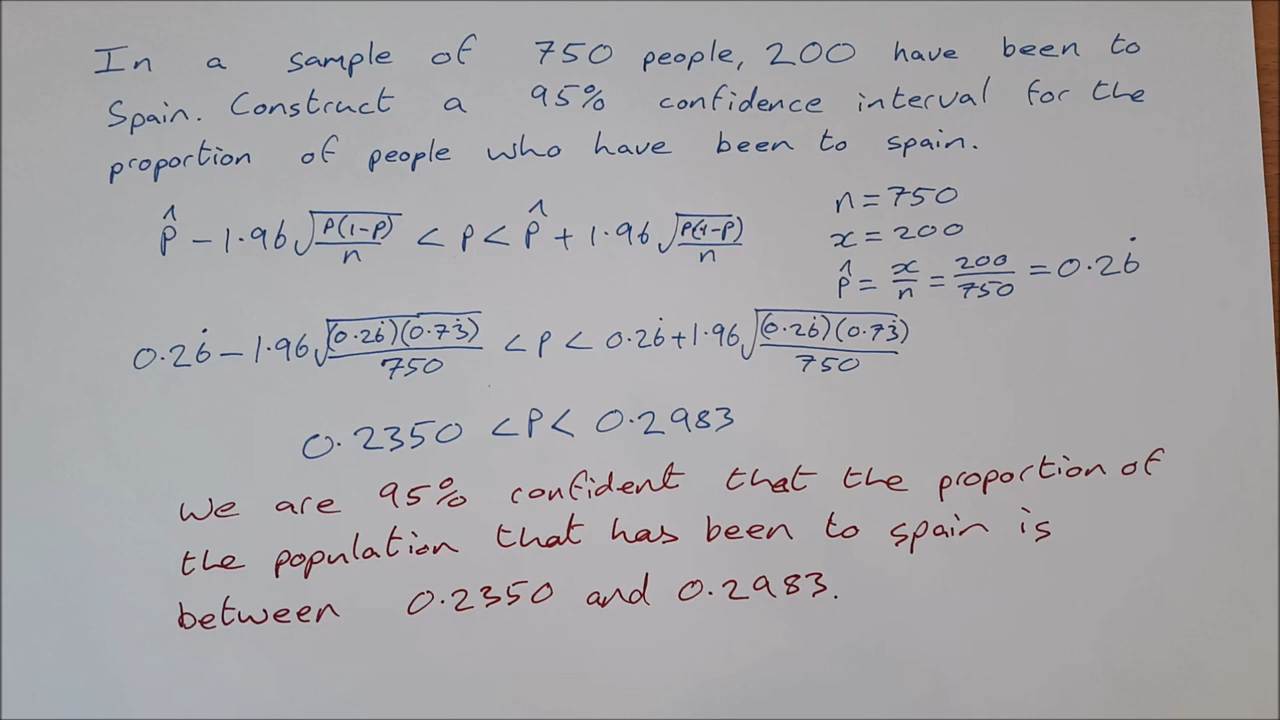 In a sample of 750 people, 200 have been to
Spain. Construct a 95% confidence interval for the
proportion of people who have been to spain.
n = 750
x = 200
p̂ = x/n = 200/750 = 0.26̇
p̂ - 1.96√(p(1-p)/n) < p < p̂ + 1.96√(p(1-p)/n)
0.26̇ - 1.96√((0.26̇)(0.73̇)/750) < p < 0.26̇ + 1.96√((0.26̇)(0.73̇)/750)
0.2350 < p < 0.2983
We are 95% confident that the proportion of
the population that has been to spain is
between 0.2350 and 0.2983.